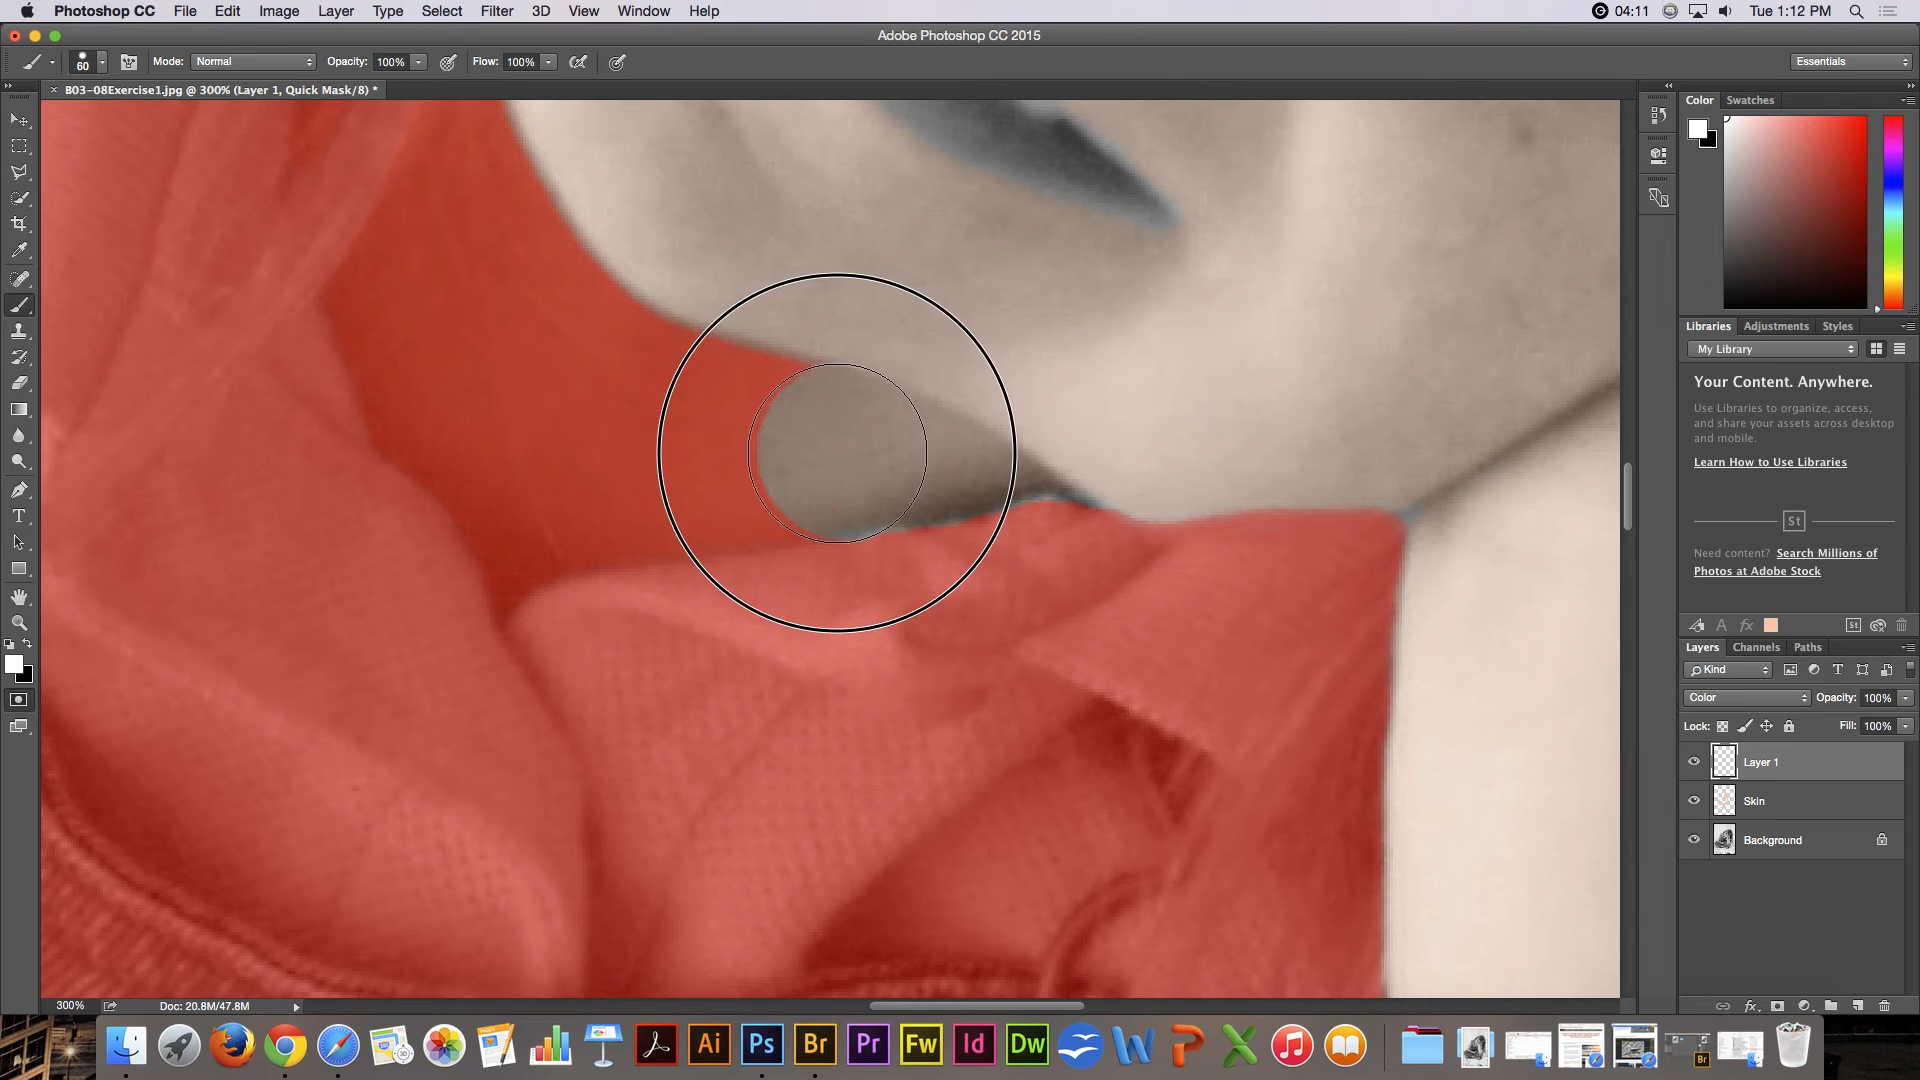 Photoshop CC File Edit Image Layer Type Select Filter 3D View Window Help 04:11 Tue 1:12 PM
Adobe Photoshop CC 2015
60 Mode: Normal Opacity: 100% Flow: 100% Essentials
B03-08Exercise1.jpg @ 300% (Layer 1, Quick Mask/8) *
Color Swatches
Libraries Adjustments Styles
My Library
Your Content. Anywhere.
Use Libraries to organize, access,
and share your assets across desktop
and mobile.
Learn How to Use Libraries
St
Need content? Search Millions of
Photos at Adobe Stock
A fx St
Layers Channels Paths
Kind T
Color Opacity: 100%
Lock: Fill: 100%
Layer 1
Skin
Background
fx
300% Doc: 20.8M/47.8M
Ai Ps Br Pr Fw Id Dw W P X Br